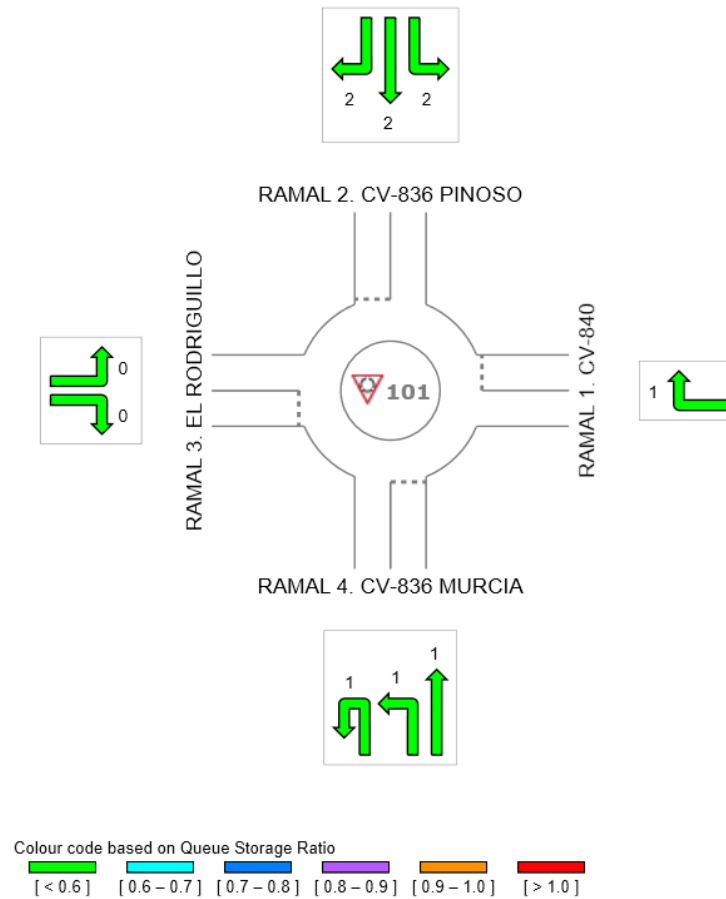 2
2
2
RAMAL 2. CV-836 PINOSO
RAMAL 3. EL RODRIGUILLO
0
0
101
RAMAL 1. CV-840
1
RAMAL 4. CV-836 MURCIA
1
1
1
Colour code based on Queue Storage Ratio
[ < 0.6 ] [ 0.6 – 0.7 ] [ 0.7 – 0.8 ] [ 0.8 – 0.9 ] [ 0.9 – 1.0 ] [ > 1.0 ]